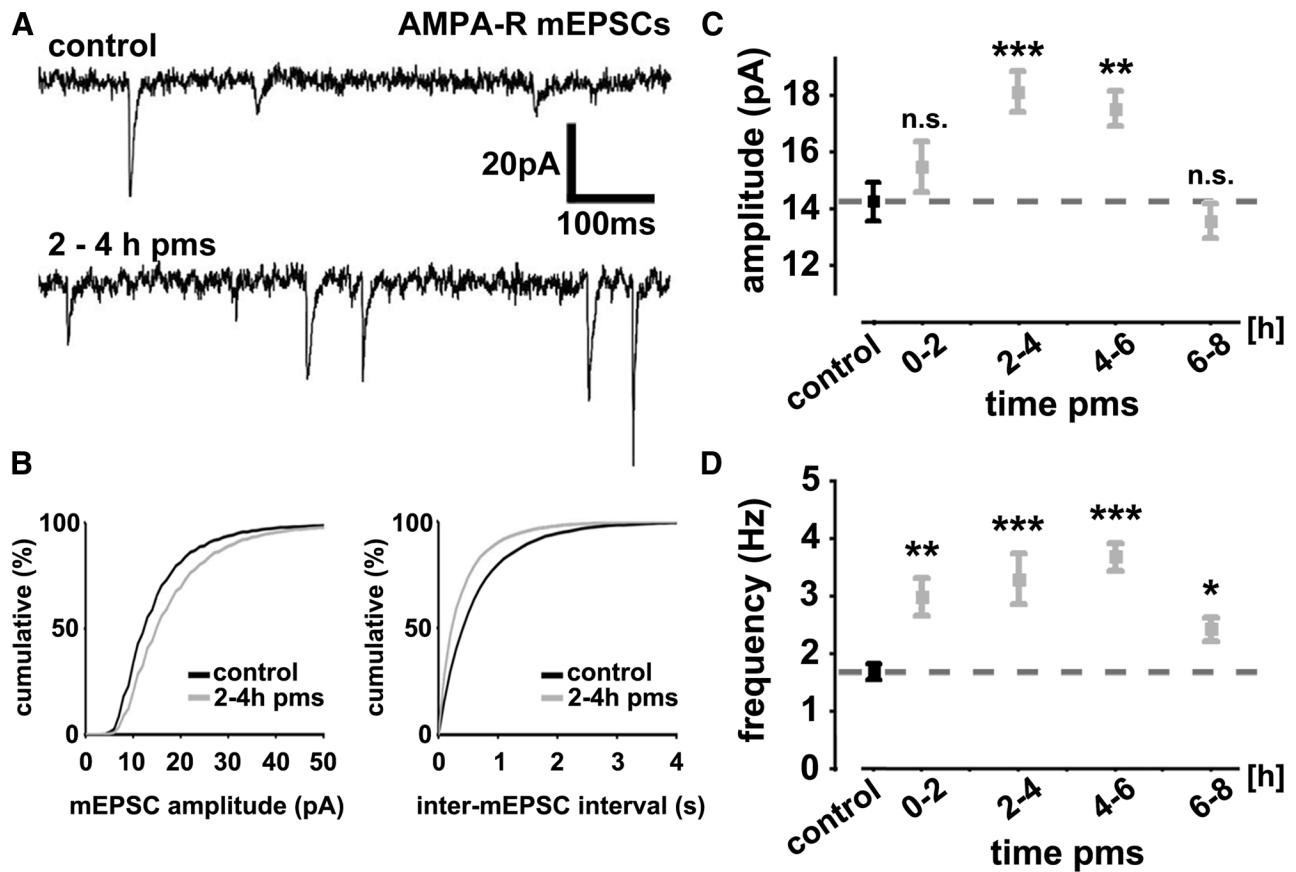 A
AMPA-R mEPSCs
control
20pA
100ms
2 - 4 h pms
B
cumulative (%)
100
50
0
0 10 20 30 40 50
mEPSC amplitude (pA)
control
2-4h pms
cumulative (%)
100
50
0
0 1 2 3 4
inter-mEPSC interval (s)
control
2-4h pms
C
amplitude (pA)
18
16
14
12
n.s.
***
**
n.s.
control 0-2 2-4 4-6 6-8 [h]
time pms
D
frequency (Hz)
5
4
3
2
1
0
**
***
***
*
control 0-2 2-4 4-6 6-8 [h]
time pms